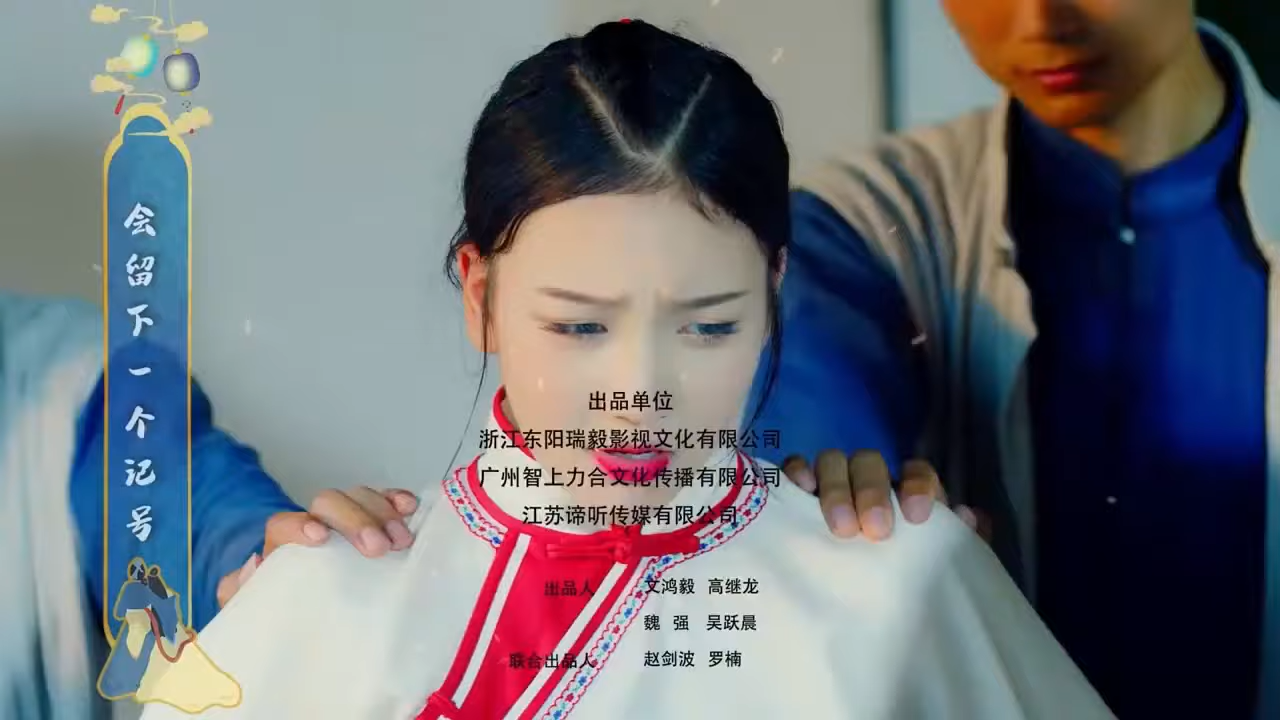 会留下一个记号
出品单位
浙江东阳瑞毅影视文化有限公司
广州智上力合文化传播有限公司
江苏谛听传媒有限公司
出品人 文鸿毅 高继龙
魏 强 吴跃晨
联合出品人 赵剑波 罗楠